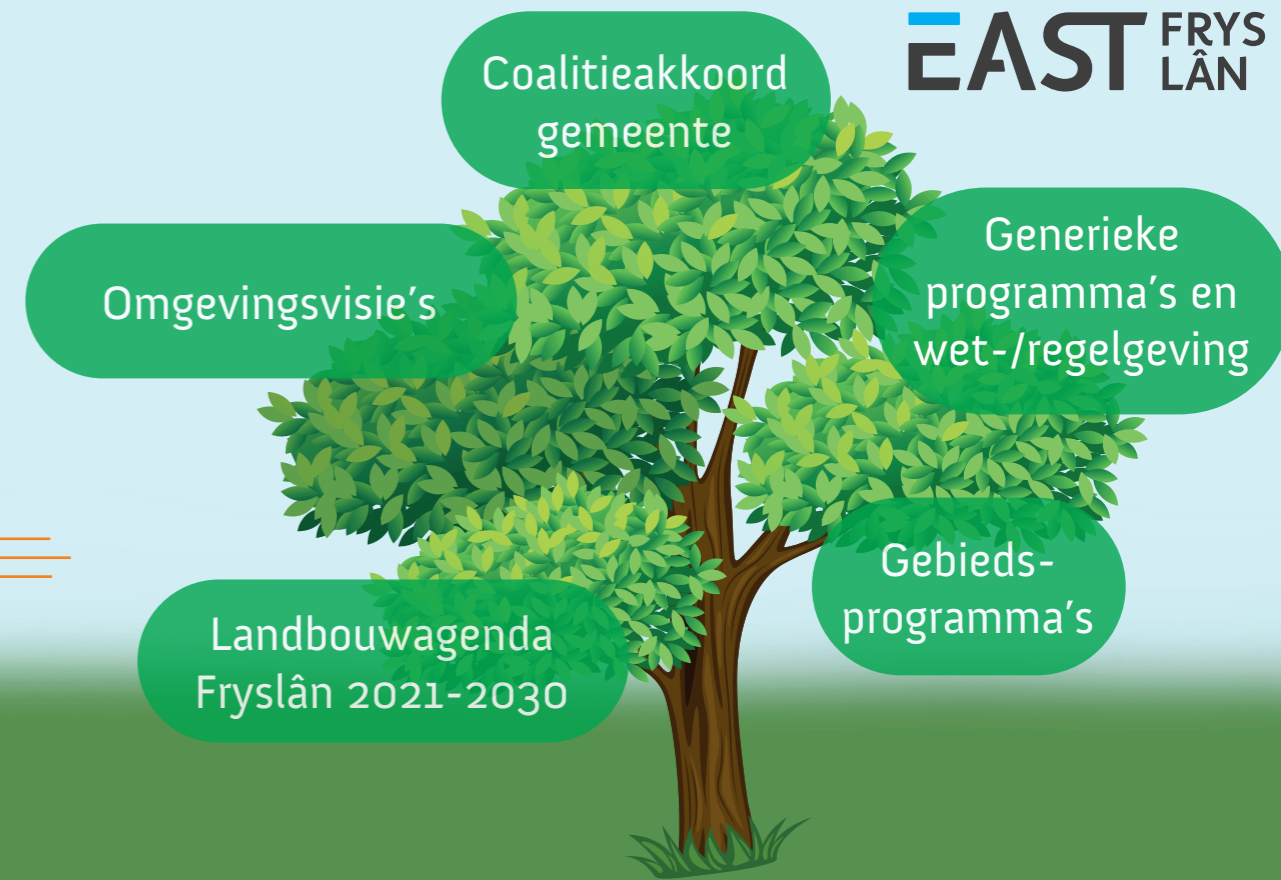 EAST FRYS
LÂN
Coalitieakkoord
gemeente
Omgevingsvisie's
Generieke
programma's en
wet-/regelgeving
Gebieds-
programma's
Landbouwagenda
Fryslân 2021-2030